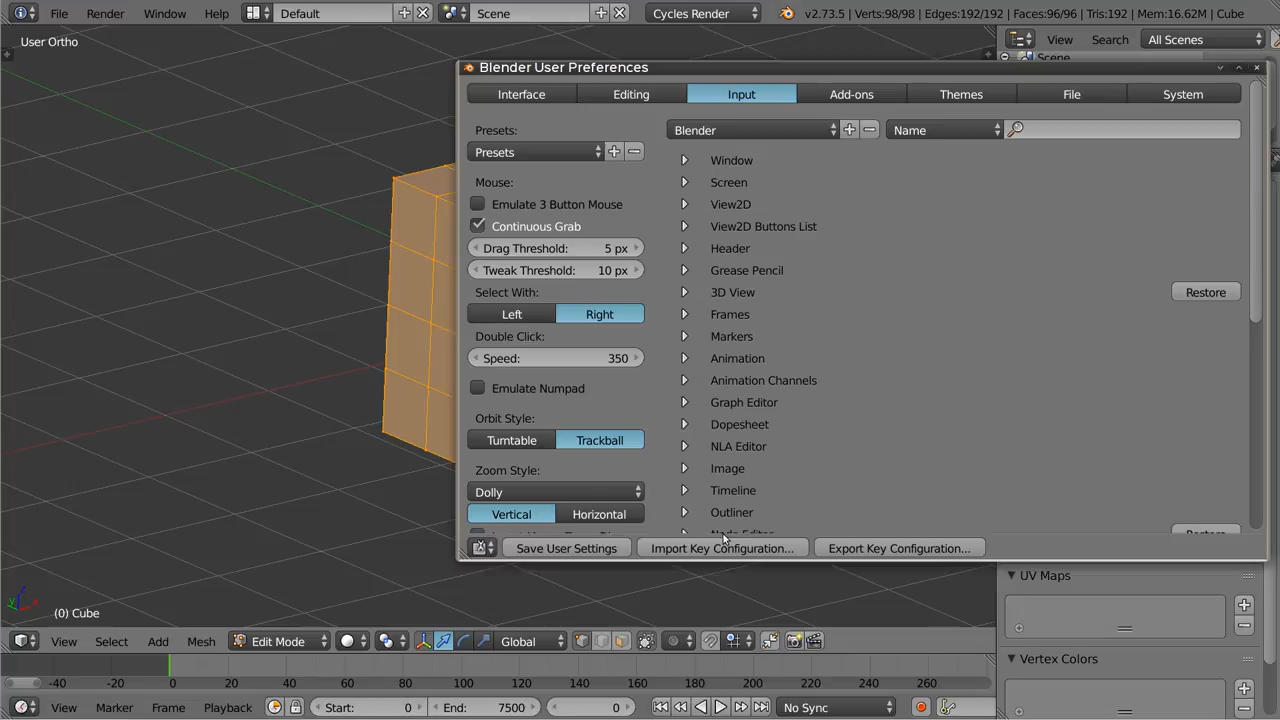 File Render Window Help Default Scene Cycles Render v2.73.5 | Verts:98/98 | Edges:192/192 | Faces:96/96 | Tris:192 | Mem:16.62M | Cube
User Ortho
View Search All Scenes
Scene
Blender User Preferences
Interface Editing Input Add-ons Themes File System
Presets:
Presets
Mouse:
Emulate 3 Button Mouse
Continuous Grab
Drag Threshold: 5 px
Tweak Threshold: 10 px
Select With:
Left Right
Double Click:
Speed: 350
Emulate Numpad
Orbit Style:
Turntable Trackball
Zoom Style:
Dolly
Vertical Horizontal
Blender Name
Window
Screen
View2D
View2D Buttons List
Header
Grease Pencil
3D View Restore
Frames
Markers
Animation
Animation Channels
Graph Editor
Dopesheet
NLA Editor
Image
Timeline
Outliner
Node Editor Restore
Save User Settings Import Key Configuration... Export Key Configuration...
UV Maps
Vertex Colors
(0) Cube
View Select Add Mesh Edit Mode Global
-40 -20 0 20 40 60 80 100 120 140 160 180 200 220 240 260
View Marker Frame Playback Start: 0 End: 7500 0 No Sync